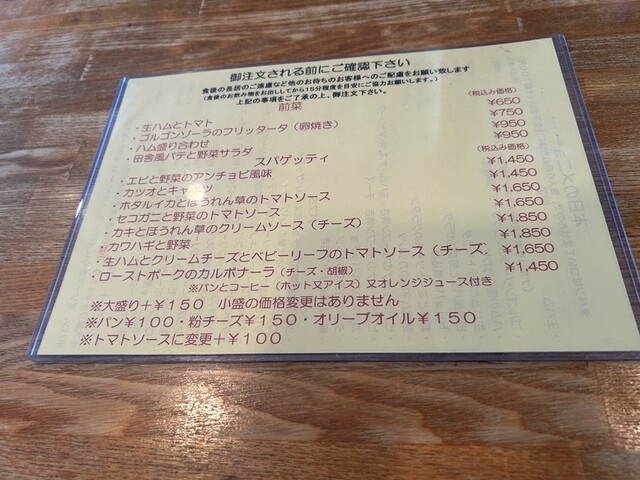 御注文される前にご確認下さい
食後の長居のご遠慮など他のお待ちのお客様へのご配慮をお願い致します
(食後のお飲み物をお出ししてから15分程度を目安にご協力お願いします。)
上記の事項をご了承の上、御注文下さい。
前菜 (税込み価格)
・生ハムとトマト ¥650
・ゴルゴンゾーラのフリッタータ (卵焼き) ¥750
・ハム盛り合わせ ¥950
・田舎風パテと野菜サラダ ¥950
スパゲッティ (税込み価格)
・エビと野菜のアンチョビ風味 ¥1,450
・カツオとキャベツ ¥1,450
・ホタルイカとほうれん草のトマトソース ¥1,650
・セコガニと野菜のトマトソース ¥1,650
・カキとほうれん草のクリームソース (チーズ) ¥1,850
・カワハギと野菜 ¥1,850
・生ハムとクリームチーズとベビーリーフのトマトソース (チーズ) ¥1,650
・ローストポークのカルボナーラ (チーズ・胡椒) ¥1,450
※パンとコーヒー (ホット又アイス) 又オレンジジュース付き
※大盛り+¥150 小盛の価格変更はありません
※パン¥100・粉チーズ¥150・オリーブオイル¥150
※トマトソースに変更+¥100